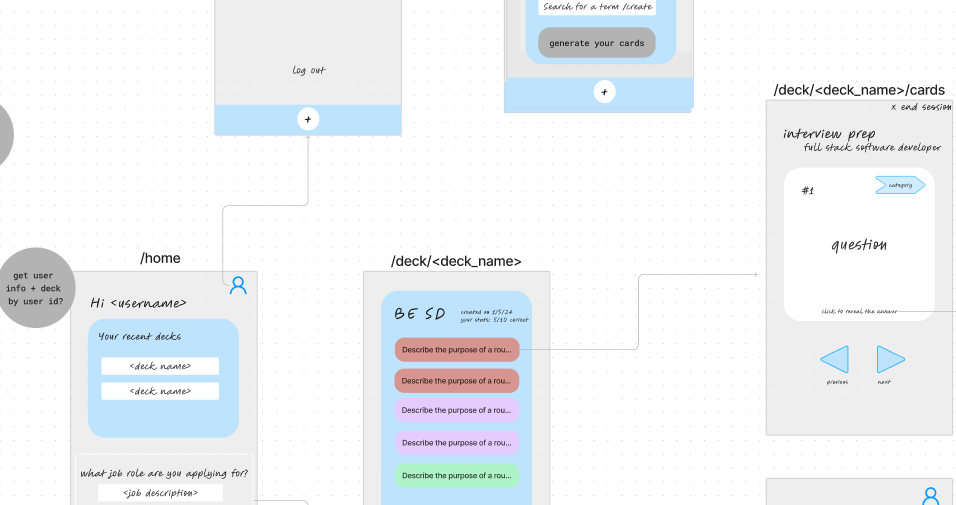 Search for a term /create
generate your cards
log out
+
+
/deck/<deck_name>/cards
x end session
interview prep
full stack software developer
#1
category
question
click to reveal the answer
previous
next
/home
get user
info + deck
by user id?
Hi <username>
Your recent decks
<deck name>
<deck name>
what job role are you applying for?
<job description>
/deck/<deck_name>
BE SD
created on 1/5/24
your stats: 5/10 correct
Describe the purpose of a rou...
Describe the purpose of a rou...
Describe the purpose of a rou...
Describe the purpose of a rou...
Describe the purpose of a rou...